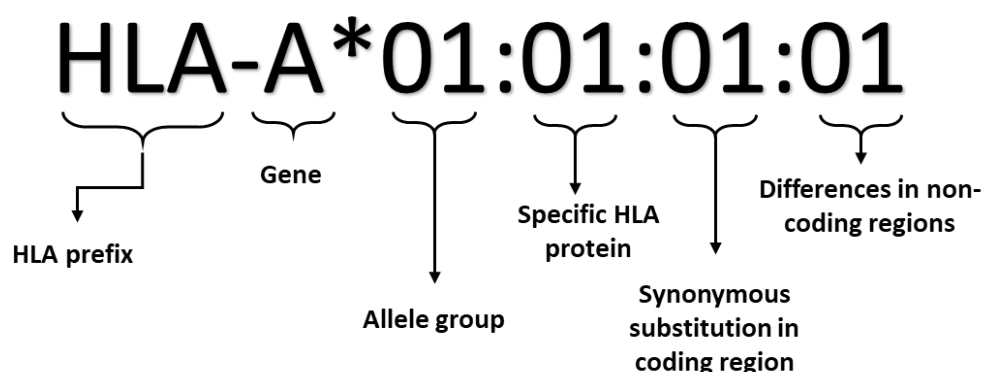 HLA-A*01:01:01:01
Gene
HLA prefix
Allele group
Specific HLA
protein
Synonymous
substitution in
coding region
Differences in non-
coding regions